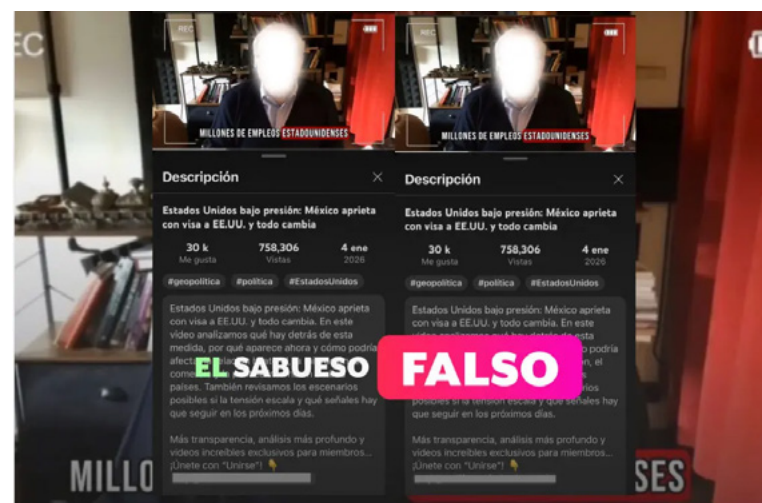 EC
REC
MILLONES DE EMPLEOS ESTADOUNIDENSES
Descripción
Estados Unidos bajo presión: México aprieta
con visa a EE.UU. y todo cambia
30 k 758,306 4 ene
Me gusta Vistas 2026
#geopolítica #política #EstadosUnidos
Estados Unidos bajo presión: México aprieta
con visa a EE.UU. y todo cambia. En este
video analizamos qué hay detrás de esta
medida, por qué aparece ahora y cómo podría
países. También revisamos los escenarios
posibles si la tensión escala y qué señales hay
que seguir en los próximos días.
Más transparencia, análisis más profundo y
videos increíbles exclusivos para miembros...
¡Únete con "Unirse"! 👇
REC
MILLONES DE EMPLEOS ESTADOUNIDENSES
Descripción
Estados Unidos bajo presión: México aprieta
con visa a EE.UU. y todo cambia
30 k 758,306 4 ene
Me gusta Vistas 2026
#geopolítica #política #EstadosUnidos
Estados Unidos bajo presión: México aprieta
con visa a EE.UU. y todo cambia. En este
posibles si la tensión escala y qué señales hay
que seguir en los próximos días.
Más transparencia, análisis más profundo y
videos increíbles exclusivos para miembros...
¡Únete con "Unirse"! 👇
EL SABUESO
FALSO
MILLO
SES